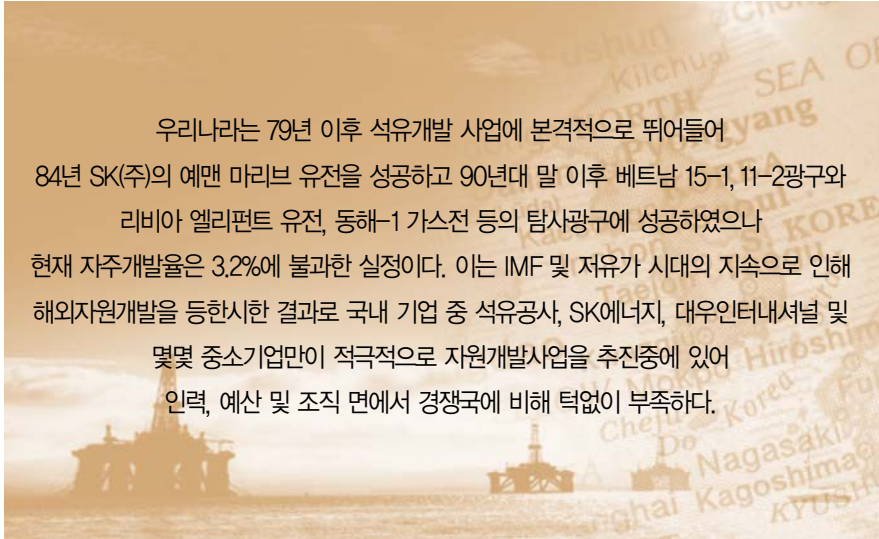 우리나라는 79년 이후 석유개발 사업에 본격적으로 뛰어들어
84년 SK(주)의 예맨 마리브 유전을 성공하고 90년대 말 이후 베트남 15-1, 11-2광구와
리비아 엘리펀트 유전, 동해-1 가스전 등의 탐사광구에 성공하였으나
현재 자주개발율은 3.2%에 불과한 실정이다. 이는 IMF 및 저유가 시대의 지속으로 인해
해외자원개발을 등한시한 결과로 국내 기업 중 석유공사, SK에너지, 대우인터내셔널 및
몇몇 중소기업만이 적극적으로 자원개발사업을 추진중에 있어
인력, 예산 및 조직 면에서 경쟁국에 비해 턱없이 부족하다.
Kilchu
SEA
Cheju
Do
Korea
Hiroshima
Nagasaki
Kagoshima